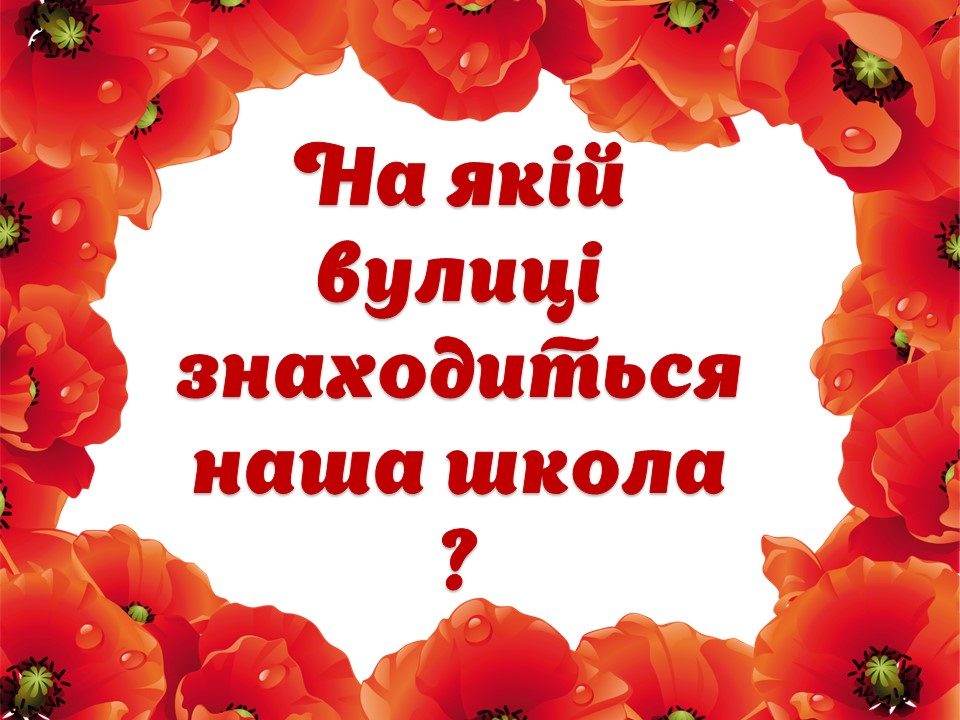 На якій
вулиці
знаходиться
наша школа
?